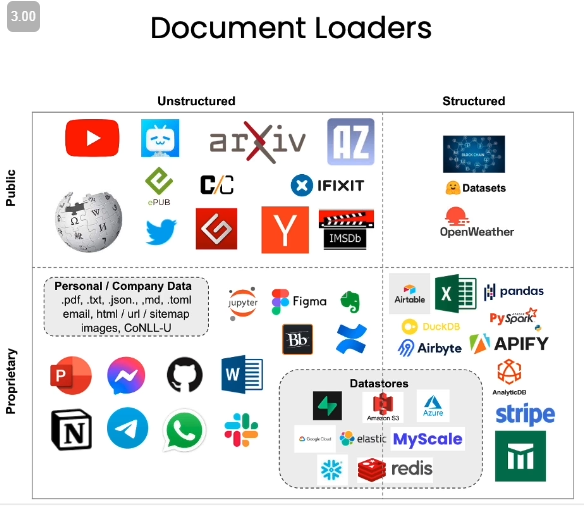 3.00
Document Loaders
Unstructured
Structured
Public
arXiv
AZ
BLOCKCHAIN
ePUB
C/C
IFIXIT
Datasets
W
Ω
Y
IMSDb
OpenWeather
Proprietary
Personal / Company Data
.pdf, .txt, .json., ,md, .toml
email, html / url / sitemap
images, CoNLL-U
jupyter
Figma
Airtable
X
pandas
Bb
DuckDB
PySpark
Airbyte
APIFY
P
W
AnalyticDB
Datastores
Amazon S3
Azure
stripe
N
Google Cloud
elastic
MyScale
redis